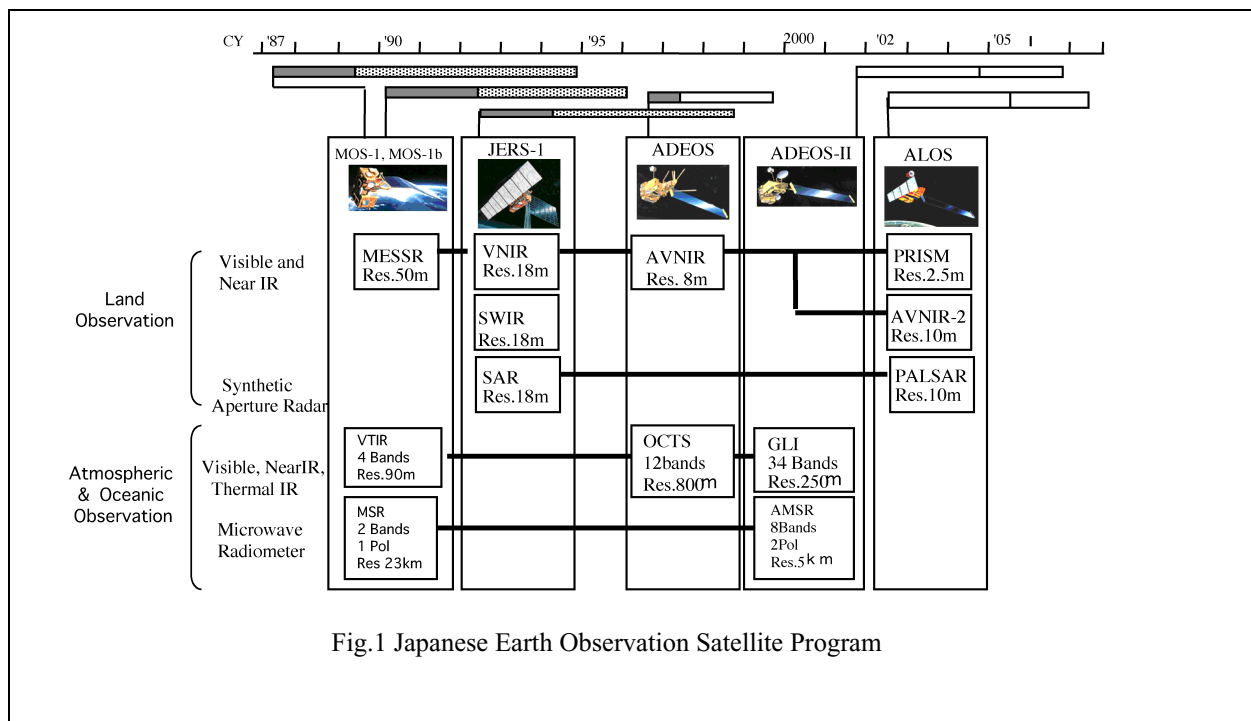 CY '87 '90 '95 2000 '02 '05
MOS-1, MOS-1b
JERS-1
ADEOS
ADEOS-II
ALOS
Land
Observation
Visible and
Near IR
MESSR
Res.50m
VNIR
Res.18m
AVNIR
Res. 8m
PRISM
Res.2.5m
SWIR
Res.18m
AVNIR-2
Res.10m
Synthetic
Aperture Radar
SAR
Res.18m
PALSAR
Res.10m
Atmospheric
& Oceanic
Observation
Visible, NearIR,
Thermal IR
VTIR
4 Bands
Res.90m
OCTS
12bands
Res.800m
GLI
34 Bands
Res.250m
Microwave
Radiometer
MSR
2 Bands
1 Pol
Res 23km
AMSR
8Bands
2Pol
Res.5k m
Fig.1 Japanese Earth Observation Satellite Program